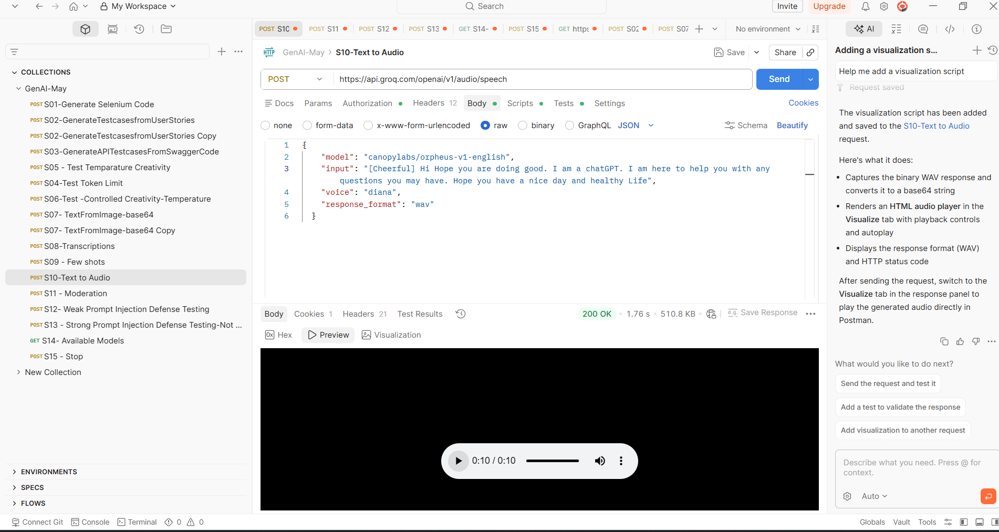 My Workspace
Search
Invite
Upgrade
POST S10
POST S11
POST S12
POST S13
GET S14-
POST S15
GET https
POST S02
POST S07
No environment
AI
GenAI-May > S10-Text to Audio
Save
Share
Adding a visualization s...
COLLECTIONS
GenAI-May
POST S01-Generate Selenium Code
POST S02-GenerateTestcasesfromUserStories
POST S02-GenerateTestcasesfromUserStories Copy
POST S03-GenerateAPITestcasesFromSwaggerCode
POST S05 - Test Temparature Creativity
POST S04-Test Token Limit
POST S06-Test -Controlled Creativity-Temperature
POST S07- TextFromImage-base64
POST S07- TextFromImage-base64 Copy
POST S08-Transcriptions
POST S09 - Few shots
POST S10-Text to Audio
POST S11 - Moderation
POST S12- Weak Prompt Injection Defense Testing
POST S13 - Strong Prompt Injection Defense Testing-Not ...
GET S14- Available Models
POST S15 - Stop
New Collection
ENVIRONMENTS
SPECS
FLOWS
HTTP
POST
https://api.groq.com/openai/v1/audio/speech
Send
Docs
Params
Authorization
Headers 12
Body
Scripts
Tests
Settings
Cookies
none
form-data
x-www-form-urlencoded
raw
binary
GraphQL
JSON
Schema
Beautify
1 {
2 "model": "canopylabs/orpheus-v1-english",
3 "input": "[Cheerful] Hi Hope you are doing good. I am a chatGPT. I am here to help you with any
questions you may have. Hope you have a nice day and healthy Life",
4 "voice": "diana",
5 "response_format": "wav"
6 }
Body
Cookies 1
Headers 21
Test Results
200 OK
1.76 s
510.8 KB
e.g. Save Response
0x Hex
Preview
Visualization
0:10 / 0:10
Help me add a visualization script
Request saved
The visualization script has been added
and saved to the S10-Text to Audio
request.
Here's what it does:
• Captures the binary WAV response and
converts it to a base64 string
• Renders an HTML audio player in the
Visualize tab with playback controls
and autoplay
• Displays the response format (WAV)
and HTTP status code
After sending the request, switch to the
Visualize tab in the response panel to
play the generated audio directly in
Postman.
What would you like to do next?
Send the request and test it
Add a test to validate the response
Add visualization to another request
Describe what you need. Press @ for
context.
Auto
Connect Git
Console
Terminal
0
0
Globals
Vault
Tools